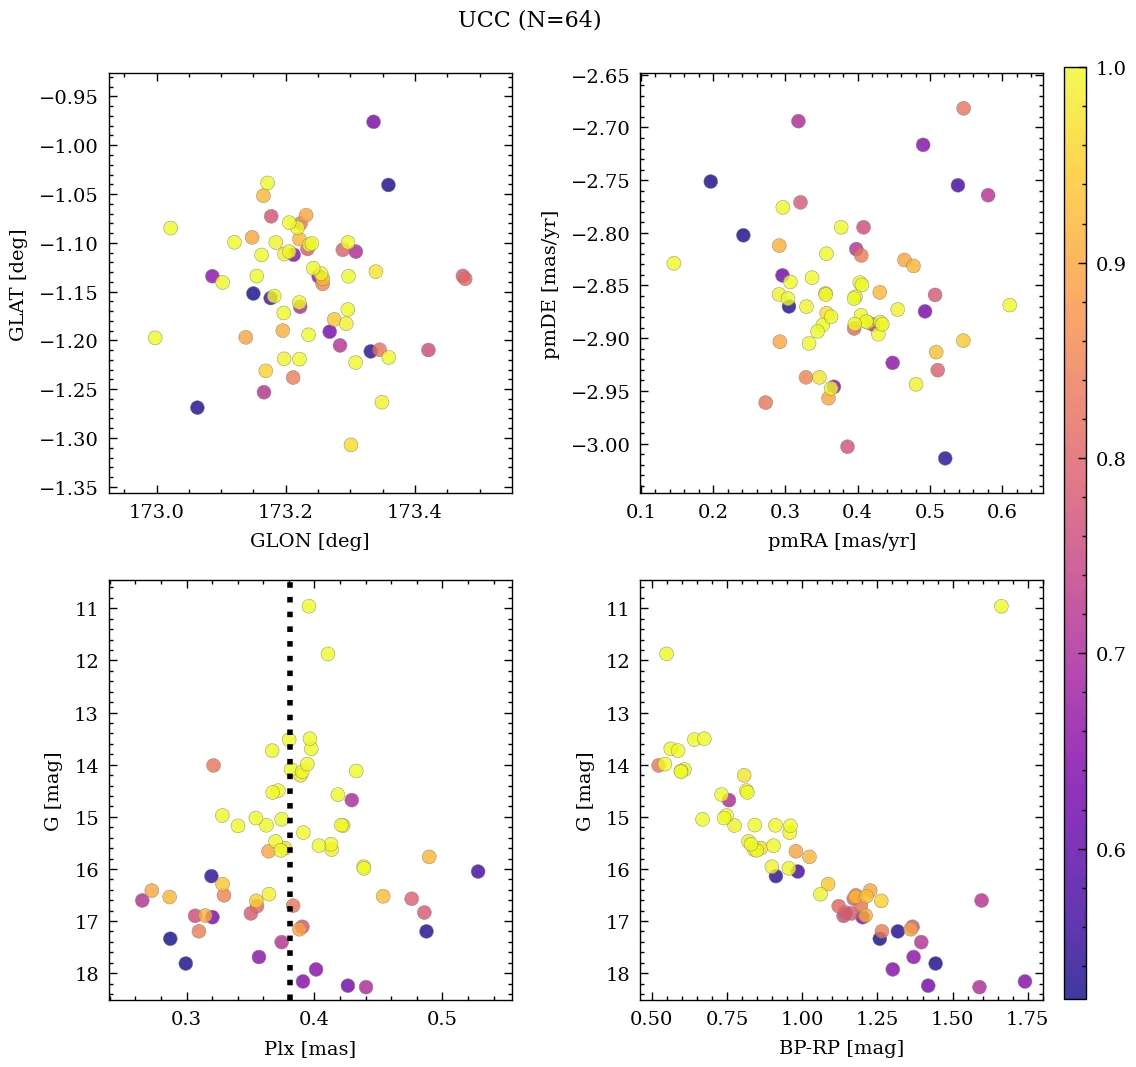 UCC (N=64)
−0.95
−1.00
−1.05
−1.10
−1.15
−1.20
−1.25
−1.30
−1.35
GLAT [deg]
173.0 173.2 173.4
GLON [deg]
−2.65
−2.70
−2.75
−2.80
−2.85
−2.90
−2.95
−3.00
pmDE [mas/yr]
0.1 0.2 0.3 0.4 0.5 0.6
pmRA [mas/yr]
11
12
13
14
15
16
17
18
G [mag]
0.3 0.4 0.5
Plx [mas]
11
12
13
14
15
16
17
18
G [mag]
0.50 0.75 1.00 1.25 1.50 1.75
BP-RP [mag]
1.0
0.9
0.8
0.7
0.6